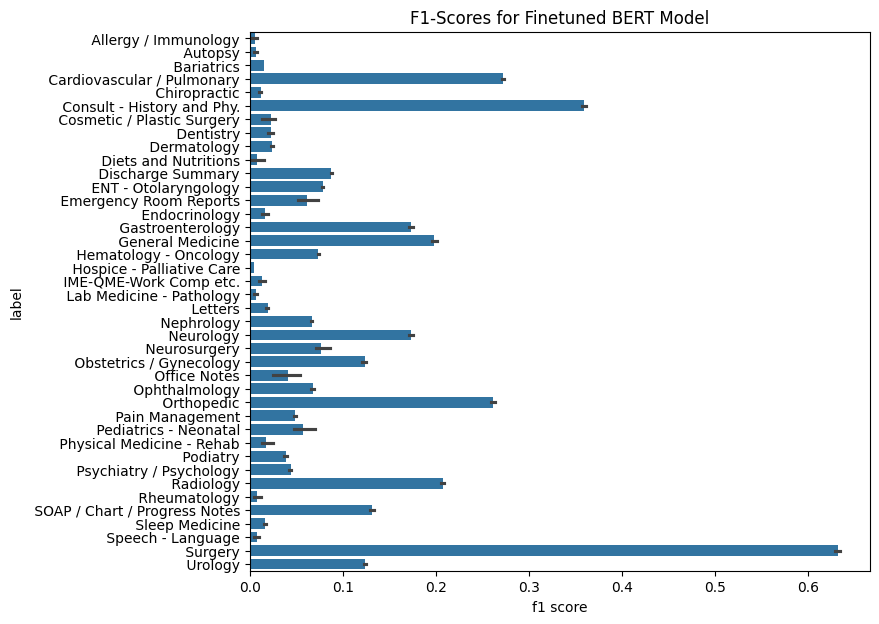 F1-Scores for Finetuned BERT Model
Allergy / Immunology
Autopsy
Bariatrics
Cardiovascular / Pulmonary
Chiropractic
Consult - History and Phy.
Cosmetic / Plastic Surgery
Dentistry
Dermatology
Diets and Nutritions
Discharge Summary
ENT - Otolaryngology
Emergency Room Reports
Endocrinology
Gastroenterology
General Medicine
Hematology - Oncology
Hospice - Palliative Care
IME-QME-Work Comp etc.
Lab Medicine - Pathology
Letters
Nephrology
Neurology
Neurosurgery
Obstetrics / Gynecology
Office Notes
Ophthalmology
Orthopedic
Pain Management
Pediatrics - Neonatal
Physical Medicine - Rehab
Podiatry
Psychiatry / Psychology
Radiology
Rheumatology
SOAP / Chart / Progress Notes
Sleep Medicine
Speech - Language
Surgery
Urology
label
0.0 0.1 0.2 0.3 0.4 0.5 0.6
f1 score